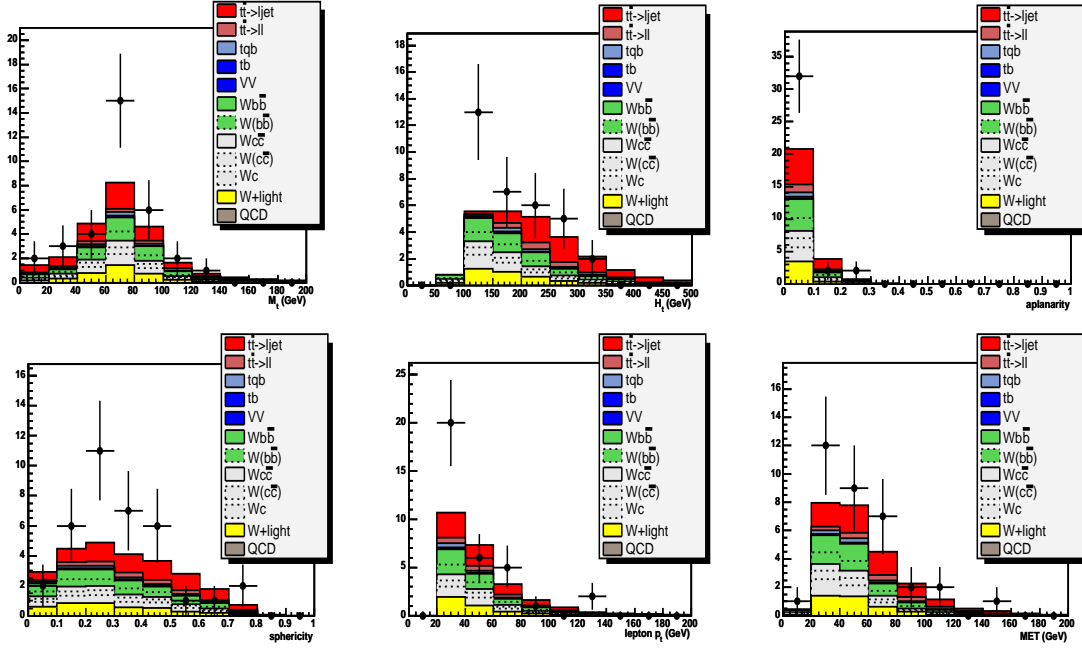 tt̄->ljet
tt̄->ll
tqb
tb
VV
Wbb̄
W(bb̄)
Wcc̄
W(cc̄)
Wc
W+light
QCD
20
18
16
14
12
10
8
6
4
2
0
0 20 40 60 80 100 120 140 160 180 200
M_t (GeV)
tt̄->ljet
tt̄->ll
tqb
tb
VV
Wbb̄
W(bb̄)
Wcc̄
W(cc̄)
Wc
W+light
QCD
18
16
14
12
10
8
6
4
2
0
0 50 100 150 200 250 300 350 400 450 500
H_t (GeV)
tt̄->ljet
tt̄->ll
tqb
tb
VV
Wbb̄
W(bb̄)
Wcc̄
W(cc̄)
Wc
W+light
QCD
35
30
25
20
15
10
5
0
0 0.1 0.2 0.3 0.4 0.5 0.6 0.7 0.8 0.9 1
aplanarity
tt̄->ljet
tt̄->ll
tqb
tb
VV
Wbb̄
W(bb̄)
Wcc̄
W(cc̄)
Wc
W+light
QCD
16
14
12
10
8
6
4
2
0
0 0.1 0.2 0.3 0.4 0.5 0.6 0.7 0.8 0.9 1
sphericity
tt̄->ljet
tt̄->ll
tqb
tb
VV
Wbb̄
W(bb̄)
Wcc̄
W(cc̄)
Wc
W+light
QCD
25
20
15
10
5
0
0 20 40 60 80 100 120 140 160 180 200
lepton p_t (GeV)
tt̄->ljet
tt̄->ll
tqb
tb
VV
Wbb̄
W(bb̄)
Wcc̄
W(cc̄)
Wc
W+light
QCD
16
14
12
10
8
6
4
2
0
0 20 40 60 80 100 120 140 160 180 200
MET (GeV)